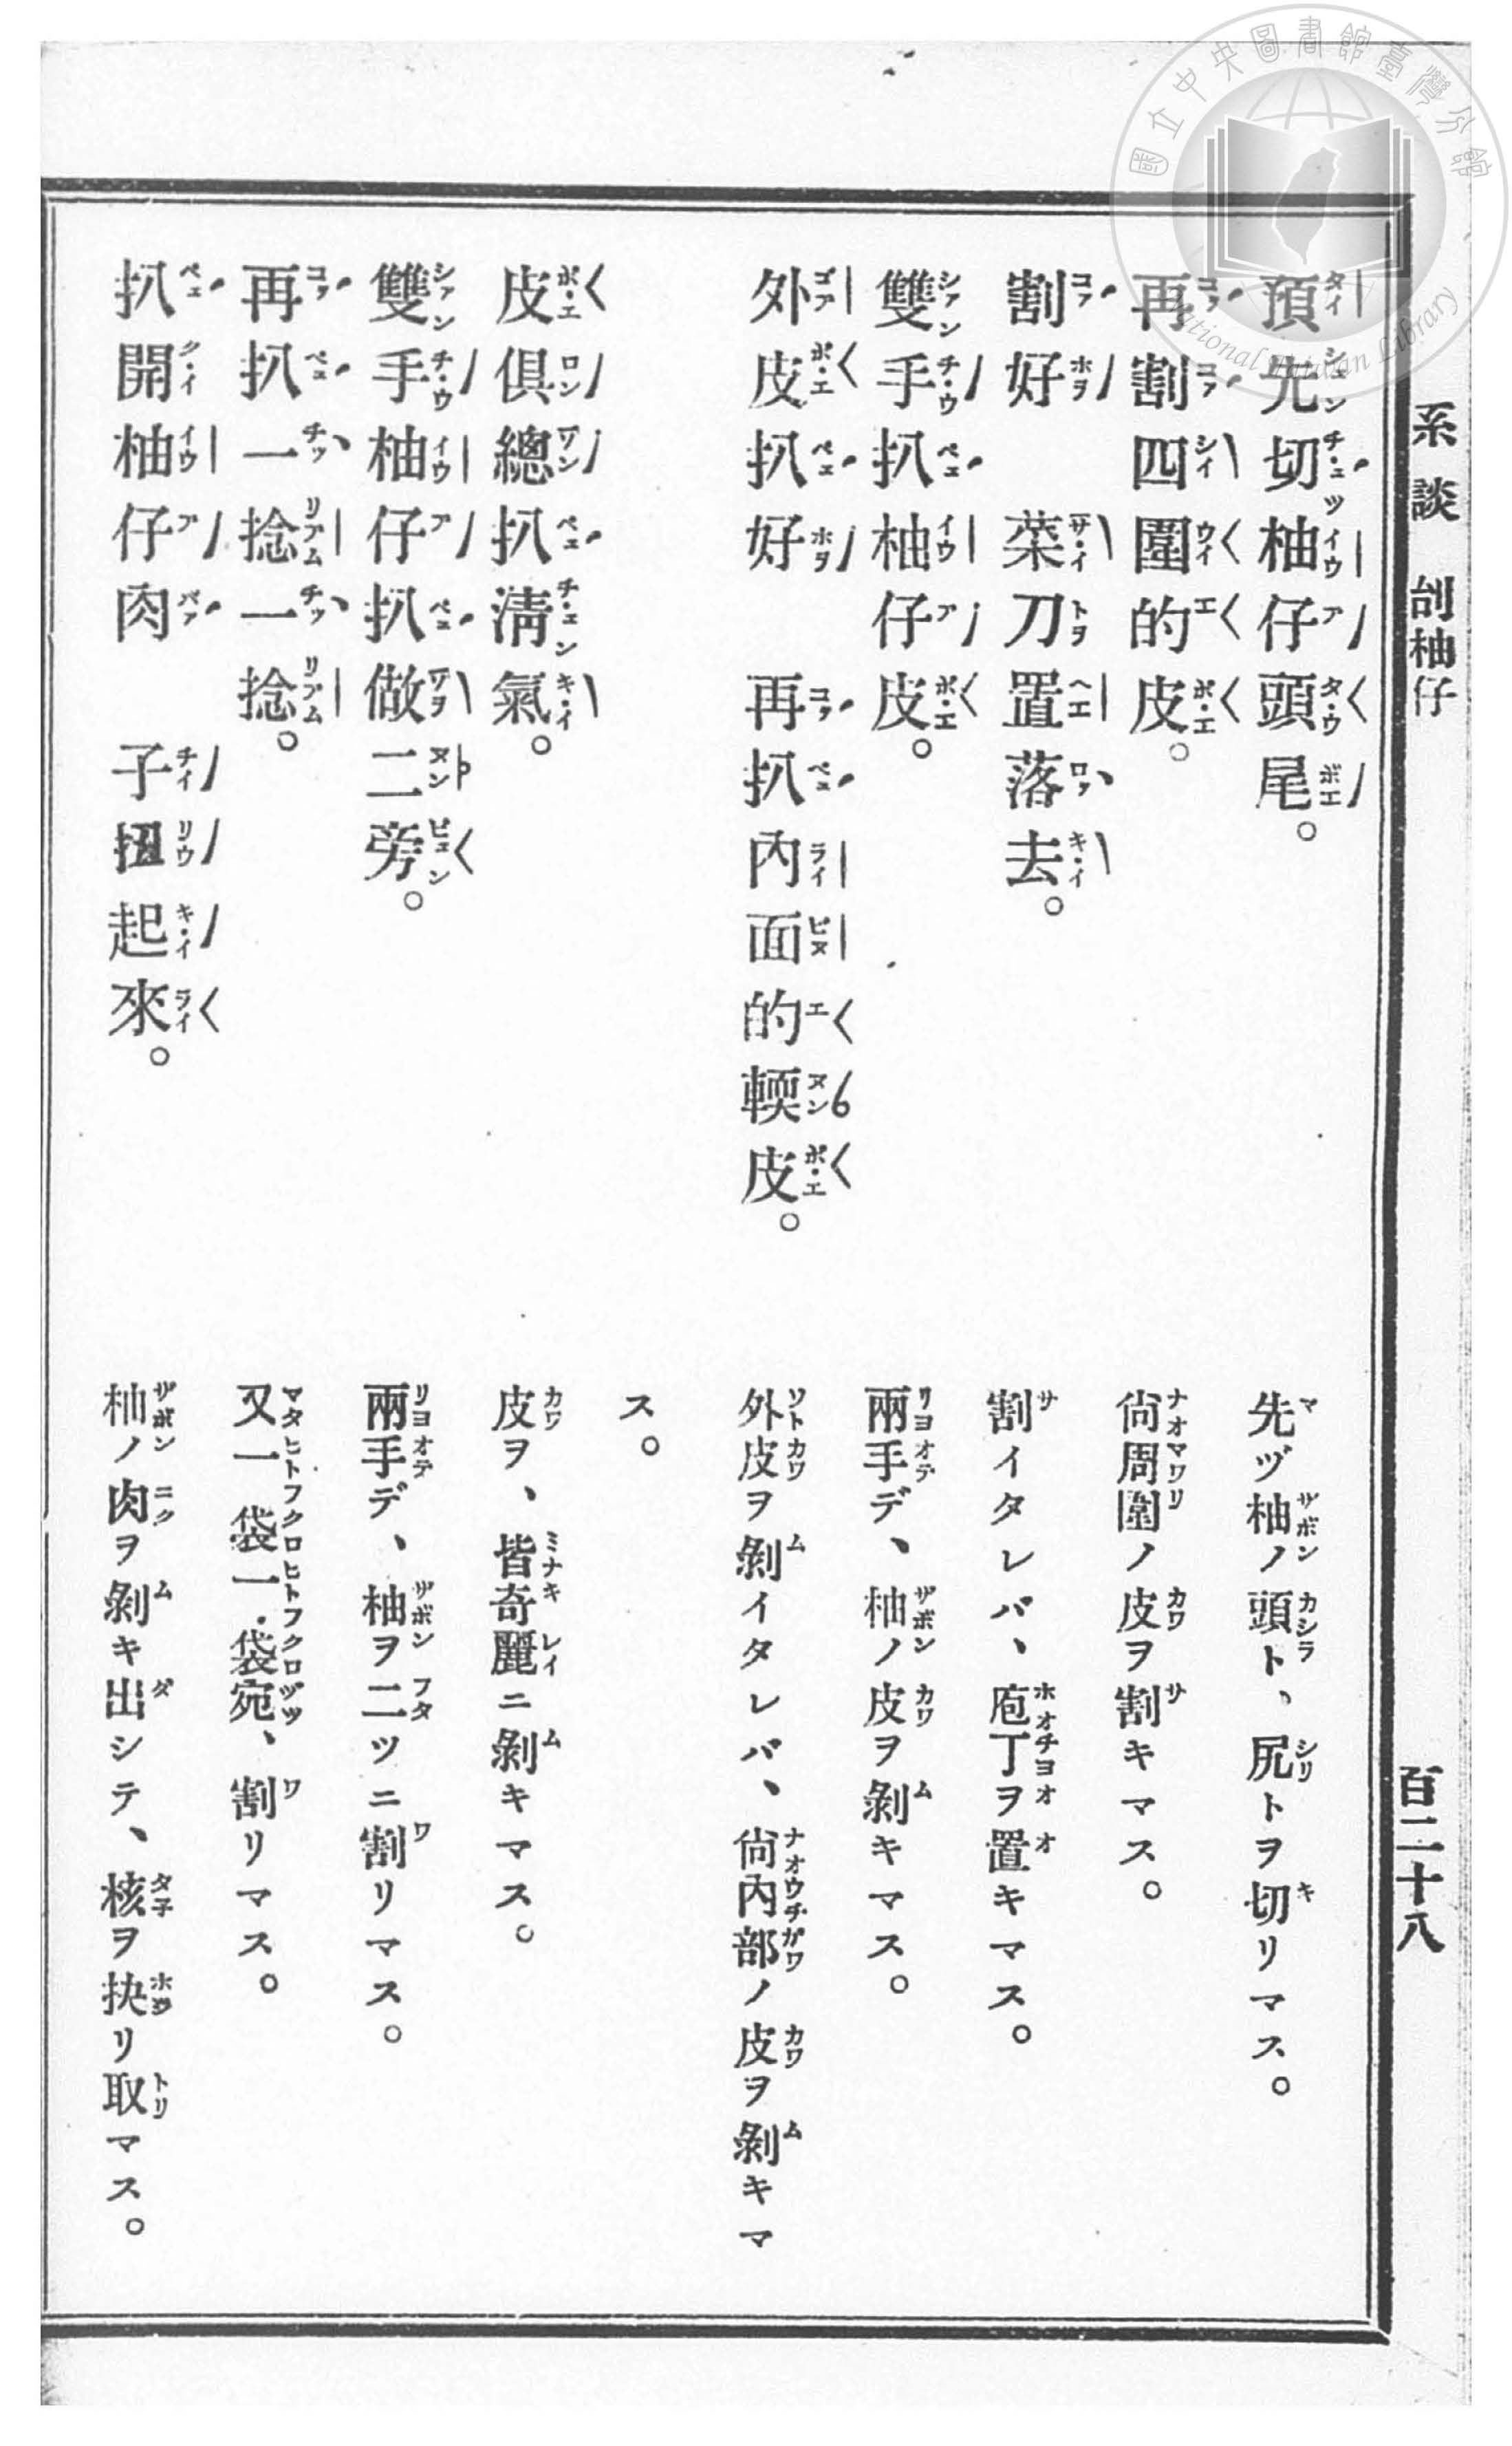 系談 剖柚仔 百二十八
預先切柚仔頭尾。
再割四圍的皮。
割好 菜刀置落去。
雙手扒柚仔皮。
外皮扒好 再扒內面的輭皮。
皮俱總扒淸氣。
雙手柚仔扒做二旁。
再扒一捻一捻。
扒開柚仔肉 子扭起來。
先ヅ柚ノ頭ト、尻トヲ切リマス。
尙周圍ノ皮ヲ割キマス。
割イタレバ、庖丁ヲ置キマス。
兩手デ、柚ノ皮ヲ剝キマス。
外皮ヲ剝イタレバ、尙內部ノ皮ヲ剝キマ
ス。
皮ヲ、皆奇麗ニ剝キマス。
兩手デ、柚ヲ二ツニ割リマス。
又一袋一袋宛、割リマス。
柚ノ肉ヲ剝キ出シテ、核ヲ抉リ取マス。
國立中央圖書館臺灣分館
National Taiwan Library